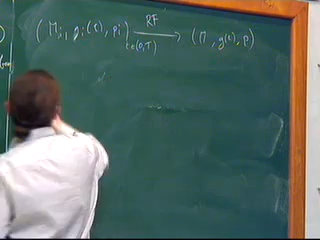 (M_i, g_i(t), p_i) —RF→ (M, g(t), p)
t∈(0,T)